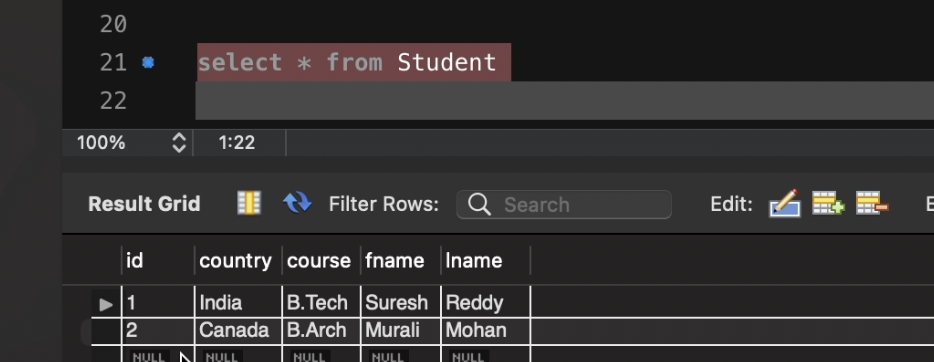 20
21 select * from Student
22
100% 1:22
Result Grid Filter Rows: Search Edit:
id country course fname lname
1 India B.Tech Suresh Reddy
2 Canada B.Arch Murali Mohan
NULL NULL NULL NULL NULL